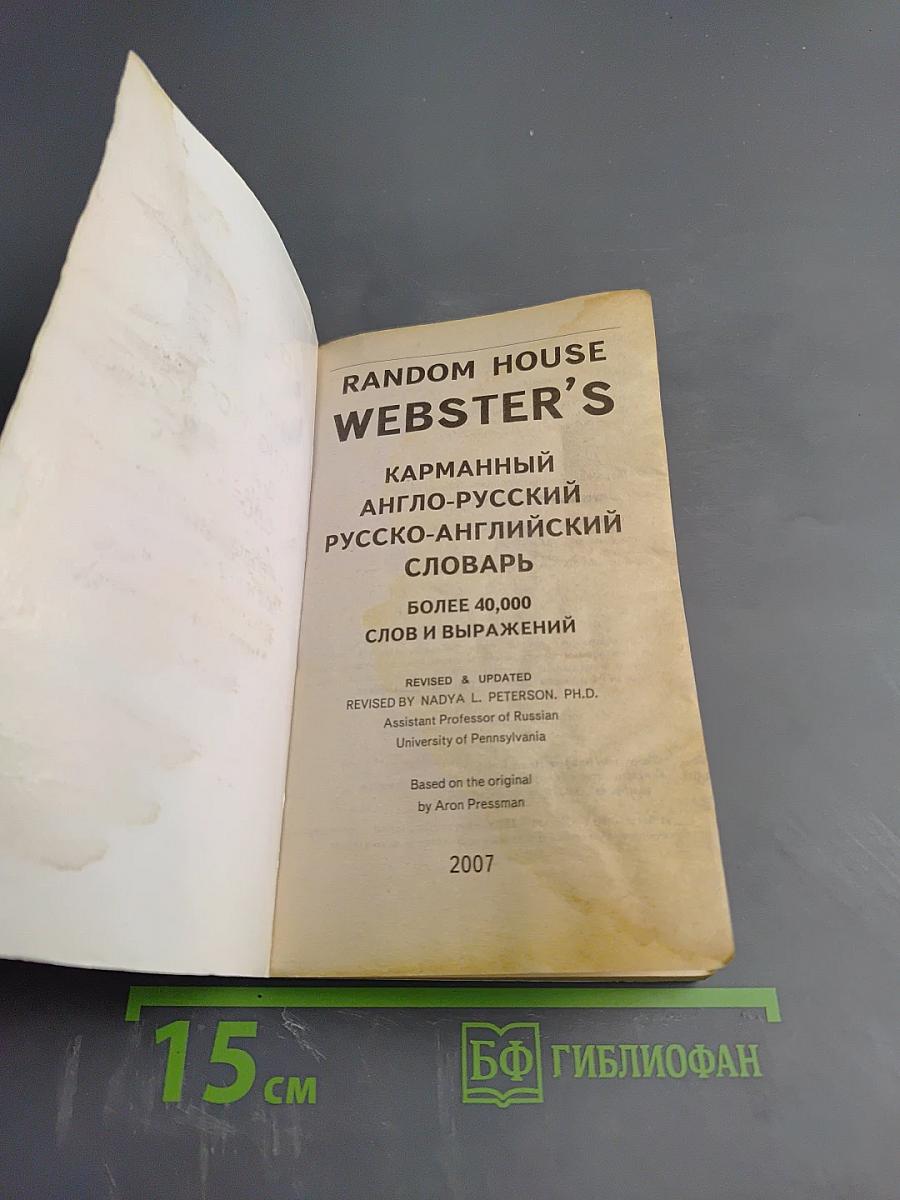 RANDOM HOUSE
WEBSTER'S
КАРМАННЫЙ
АНГЛО-РУССКИЙ
РУССКО-АНГЛИЙСКИЙ
СЛОВАРЬ
БОЛЕЕ 40,000
СЛОВ И ВЫРАЖЕНИЙ
REVISED & UPDATED
REVISED BY NADYA L. PETERSON. PH.D.
Assistant Professor of Russian
University of Pennsylvania
Based on the original
by Aron Pressman
2007
15 см
БФ ГИБЛИОФАН